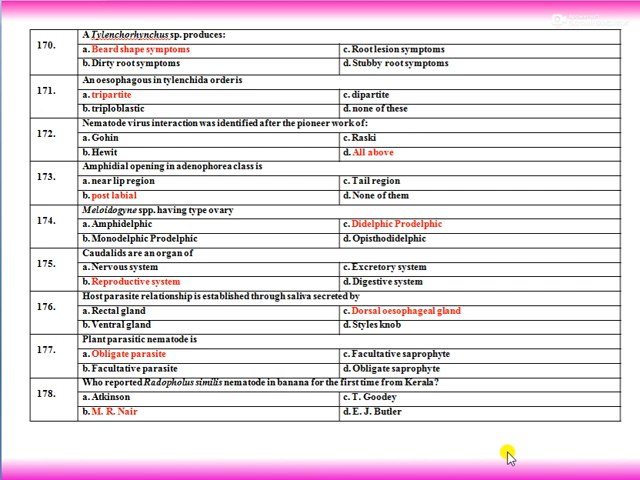 170. A Tylenchorhynchus sp. produces:
a. Beard shape symptoms c. Root lesion symptoms
b. Dirty root symptoms d. Stubby root symptoms
171. An oesophagous in tylenchida order is
a. tripartite c. dipartite
b. triploblastic d. none of these
172. Nematode virus interaction was identified after the pioneer work of:
a. Gohin c. Raski
b. Hewit d. All above
173. Amphidial opening in adenophorea class is
a. near lip region c. Tail region
b. post labial d. None of them
174. Meloidogyne spp. having type ovary
a. Amphidelphic c. Didelphic Prodelphic
b. Monodelphic Prodelphic d. Opisthodidelphic
175. Caudalids are an organ of
a. Nervous system c. Excretory system
b. Reproductive system d. Digestive system
176. Host parasite relationship is established through saliva secreted by
a. Rectal gland c. Dorsal oesophageal gland
b. Ventral gland d. Styles knob
177. Plant parasitic nematode is
a. Obligate parasite c. Facultative saprophyte
b. Facultative parasite d. Obligate saprophyte
178. Who reported Radopholus similis nematode in banana for the first time from Kerala?
a. Atkinson c. T. Goodey
b. M. R. Nair d. E. J. Butler